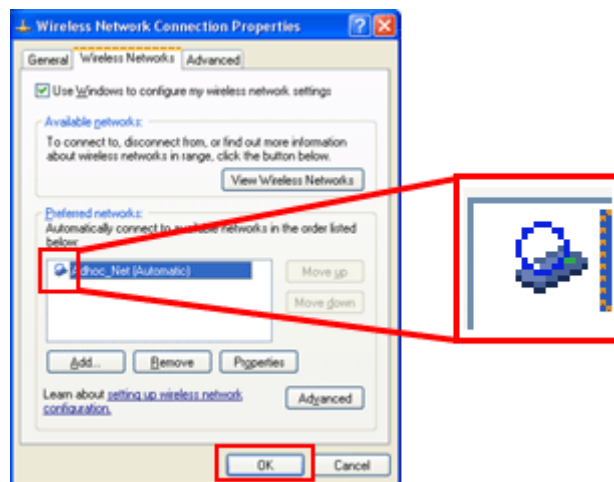 Wireless Network Connection Properties
General Wireless Networks Advanced
Use Windows to configure my wireless network settings
Available networks:
To connect to, disconnect from, or find out more information
about wireless networks in range, click the button below.
View Wireless Networks
Preferred networks:
Automatically connect to available networks in the order listed
below:
Adhoc_Net (Automatic)
Move up
Move down
Add... Remove Properties
Learn about setting up wireless network
configuration.
Advanced
OK Cancel